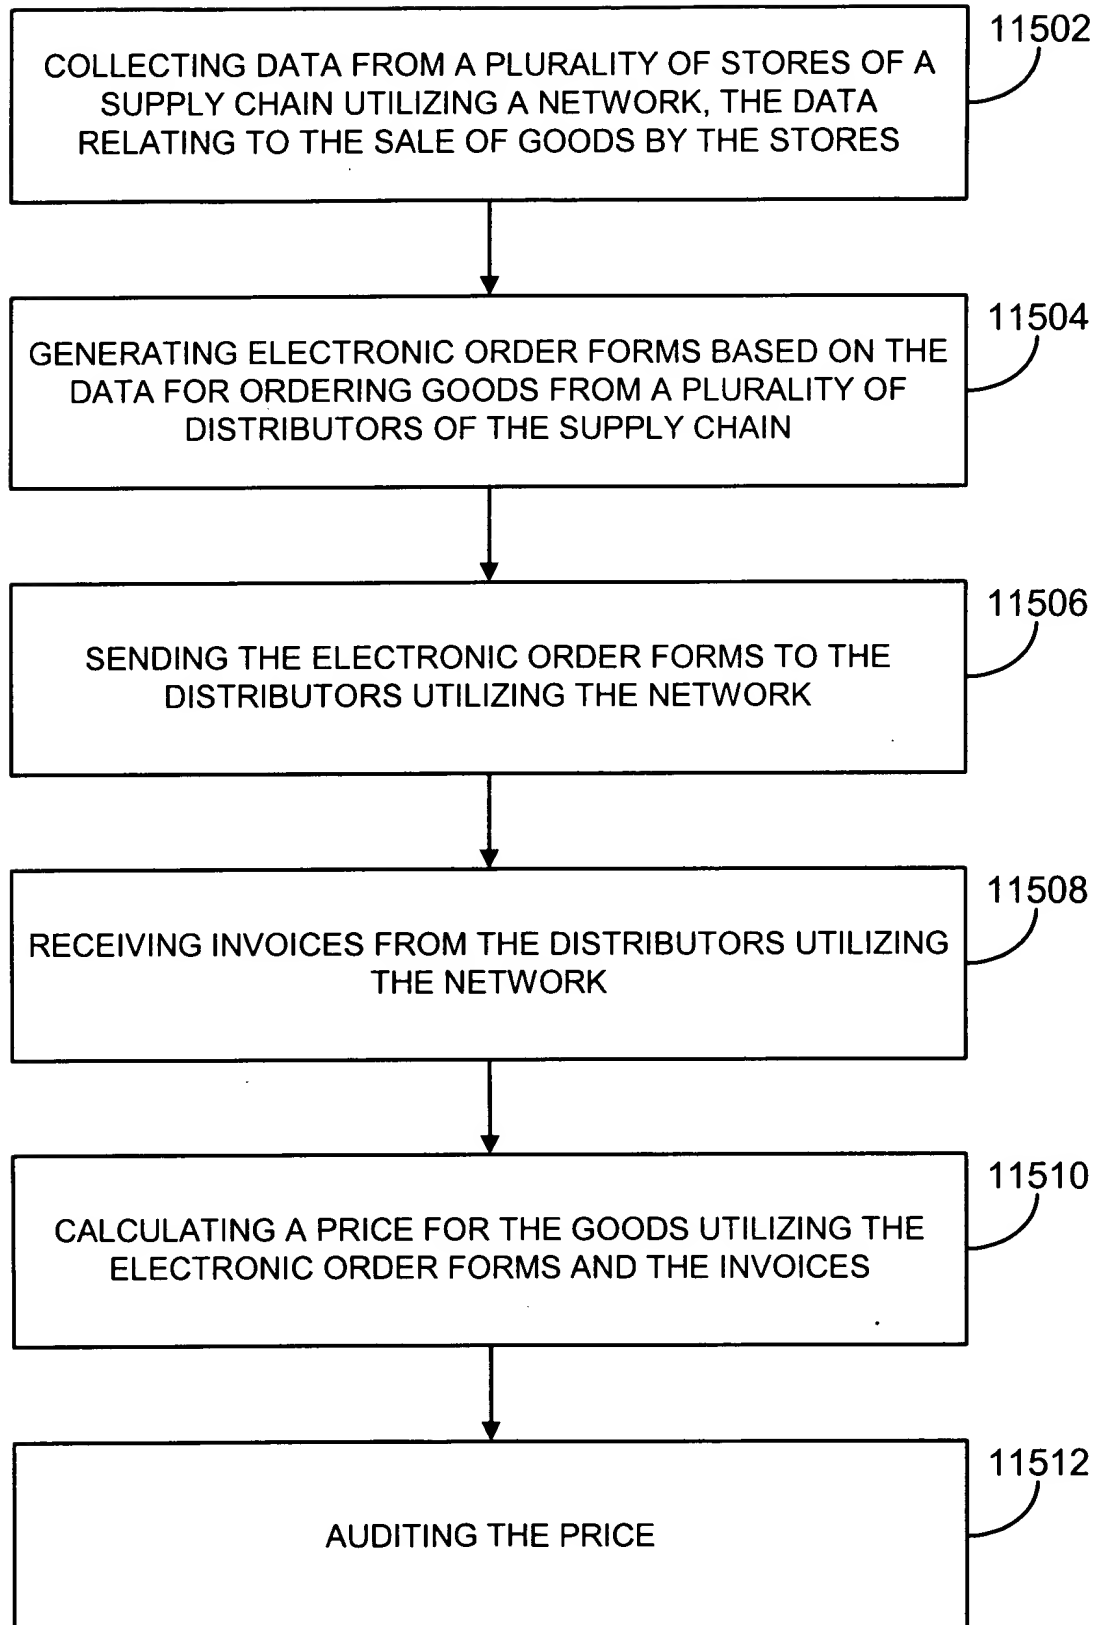 11502
COLLECTING DATA FROM A PLURALITY OF STORES OF A
SUPPLY CHAIN UTILIZING A NETWORK, THE DATA
RELATING TO THE SALE OF GOODS BY THE STORES
11504
GENERATING ELECTRONIC ORDER FORMS BASED ON THE
DATA FOR ORDERING GOODS FROM A PLURALITY OF
DISTRIBUTORS OF THE SUPPLY CHAIN
11506
SENDING THE ELECTRONIC ORDER FORMS TO THE
DISTRIBUTORS UTILIZING THE NETWORK
11508
RECEIVING INVOICES FROM THE DISTRIBUTORS UTILIZING
THE NETWORK
11510
CALCULATING A PRICE FOR THE GOODS UTILIZING THE
ELECTRONIC ORDER FORMS AND THE INVOICES
11512
AUDITING THE PRICE